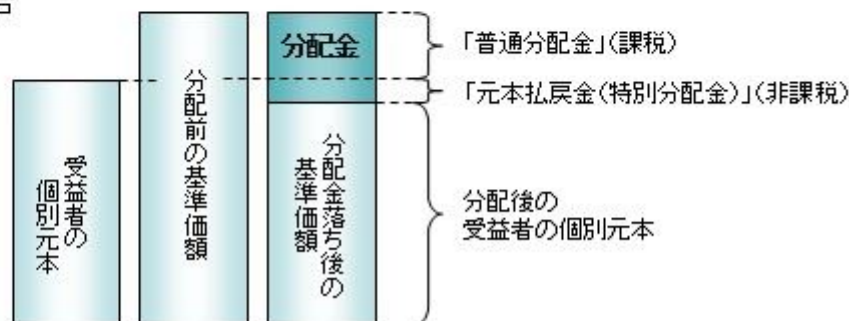 受益者の
個別元本
分配前の基準価額
分配金
分配金落ち後の
基準価額
「普通分配金」(課税)
「元本払戻金(特別分配金)」(非課税)
分配後の
受益者の個別元本